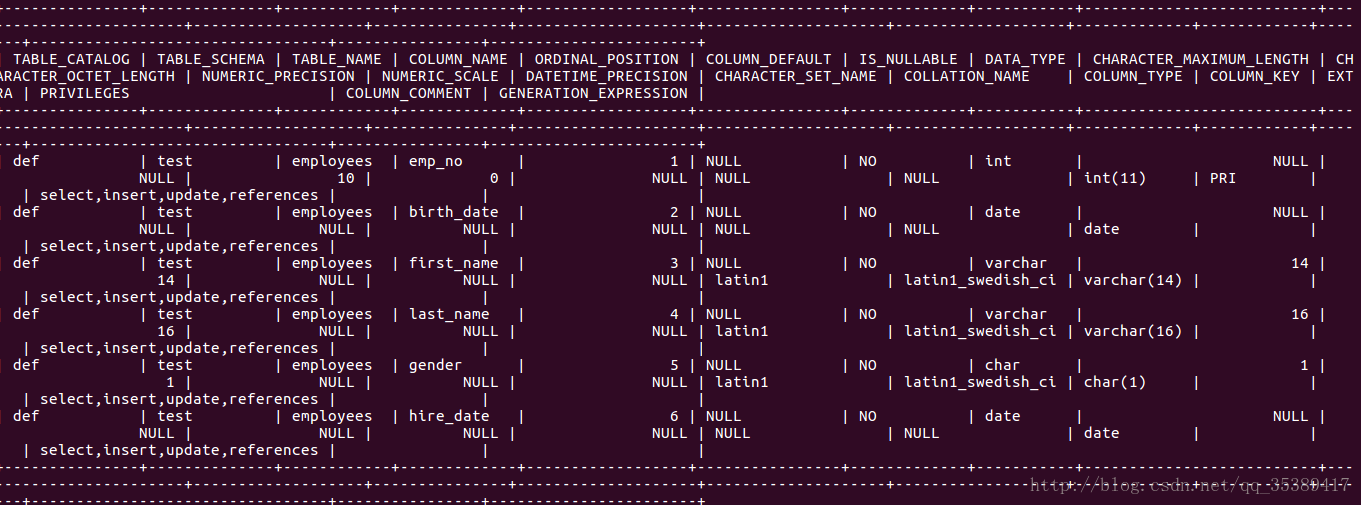 | TABLE_CATALOG | TABLE_SCHEMA | TABLE_NAME | COLUMN_NAME | ORDINAL_POSITION | COLUMN_DEFAULT | IS_NULLABLE | DATA_TYPE | CHARACTER_MAXIMUM_LENGTH | CH
ARACTER_OCTET_LENGTH | NUMERIC_PRECISION | NUMERIC_SCALE | DATETIME_PRECISION | CHARACTER_SET_NAME | COLLATION_NAME | COLUMN_TYPE | COLUMN_KEY | EXT
RA | PRIVILEGES | COLUMN_COMMENT | GENERATION_EXPRESSION |
| def | test | employees | emp_no | 1 | NULL | NO | int | NULL |
NULL | 10 | 0 | NULL | NULL | NULL | int(11) | PRI |
| select,insert,update,references | | |
| def | test | employees | birth_date | 2 | NULL | NO | date | NULL |
NULL | NULL | NULL | NULL | NULL | NULL | date | |
| select,insert,update,references | | |
| def | test | employees | first_name | 3 | NULL | NO | varchar | 14 |
14 | NULL | NULL | NULL | latin1 | latin1_swedish_ci | varchar(14) | |
| select,insert,update,references | | |
| def | test | employees | last_name | 4 | NULL | NO | varchar | 16 |
16 | NULL | NULL | NULL | latin1 | latin1_swedish_ci | varchar(16) | |
| select,insert,update,references | | |
| def | test | employees | gender | 5 | NULL | NO | char | 1 |
1 | NULL | NULL | NULL | latin1 | latin1_swedish_ci | char(1) | |
| select,insert,update,references | | |
| def | test | employees | hire_date | 6 | NULL | NO | date | NULL |
NULL | NULL | NULL | NULL | NULL | NULL | date | |
| select,insert,update,references | | |
http://blog.csdn.net/qq_35389417